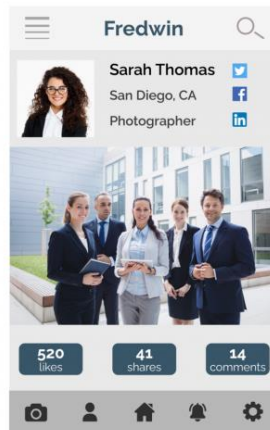 Fredwin
Sarah Thomas
San Diego, CA
Photographer
520 41 14
likes shares comments